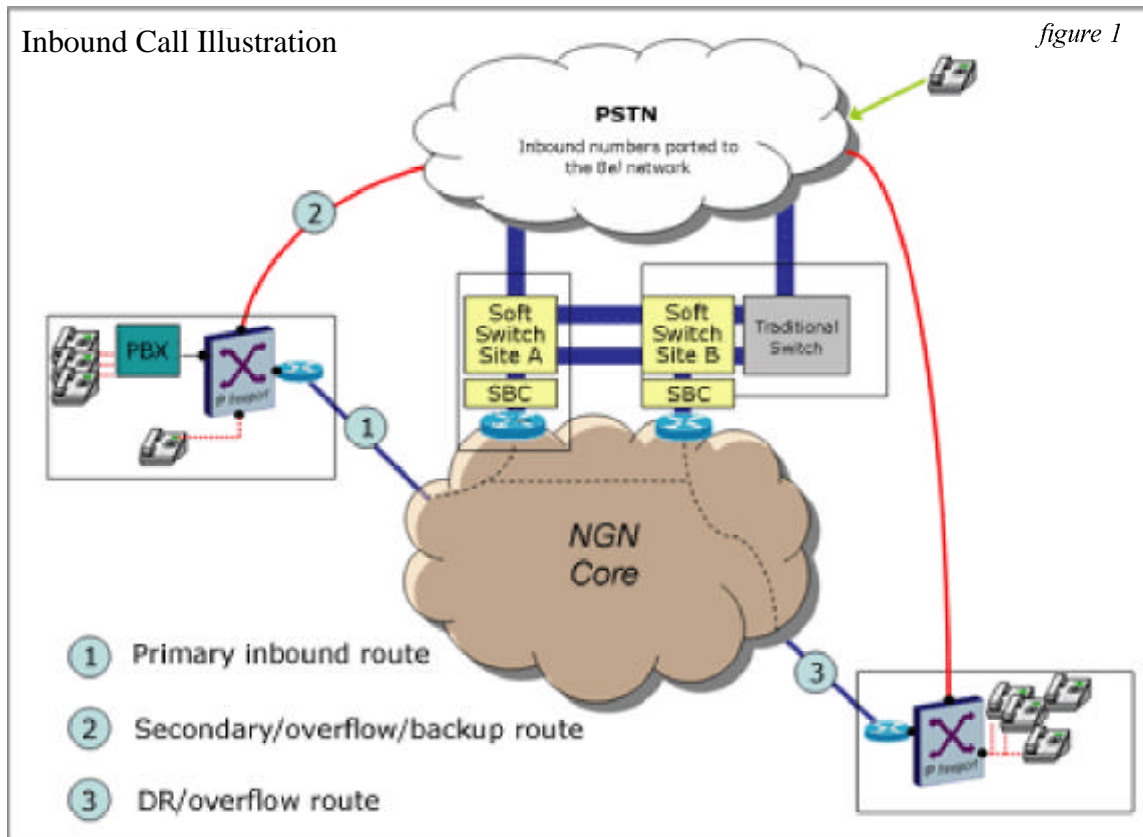 Inbound Call Illustration
figure 1
PSTN
Inbound numbers ported to
the 8el network
2
Soft
Switch
Site A
Soft
Switch
Site B
Traditional
Switch
PBX
SBC
SBC
1
NGN
Core
1 Primary inbound route
3
2 Secondary/overflow/backup route
3 DR/overflow route